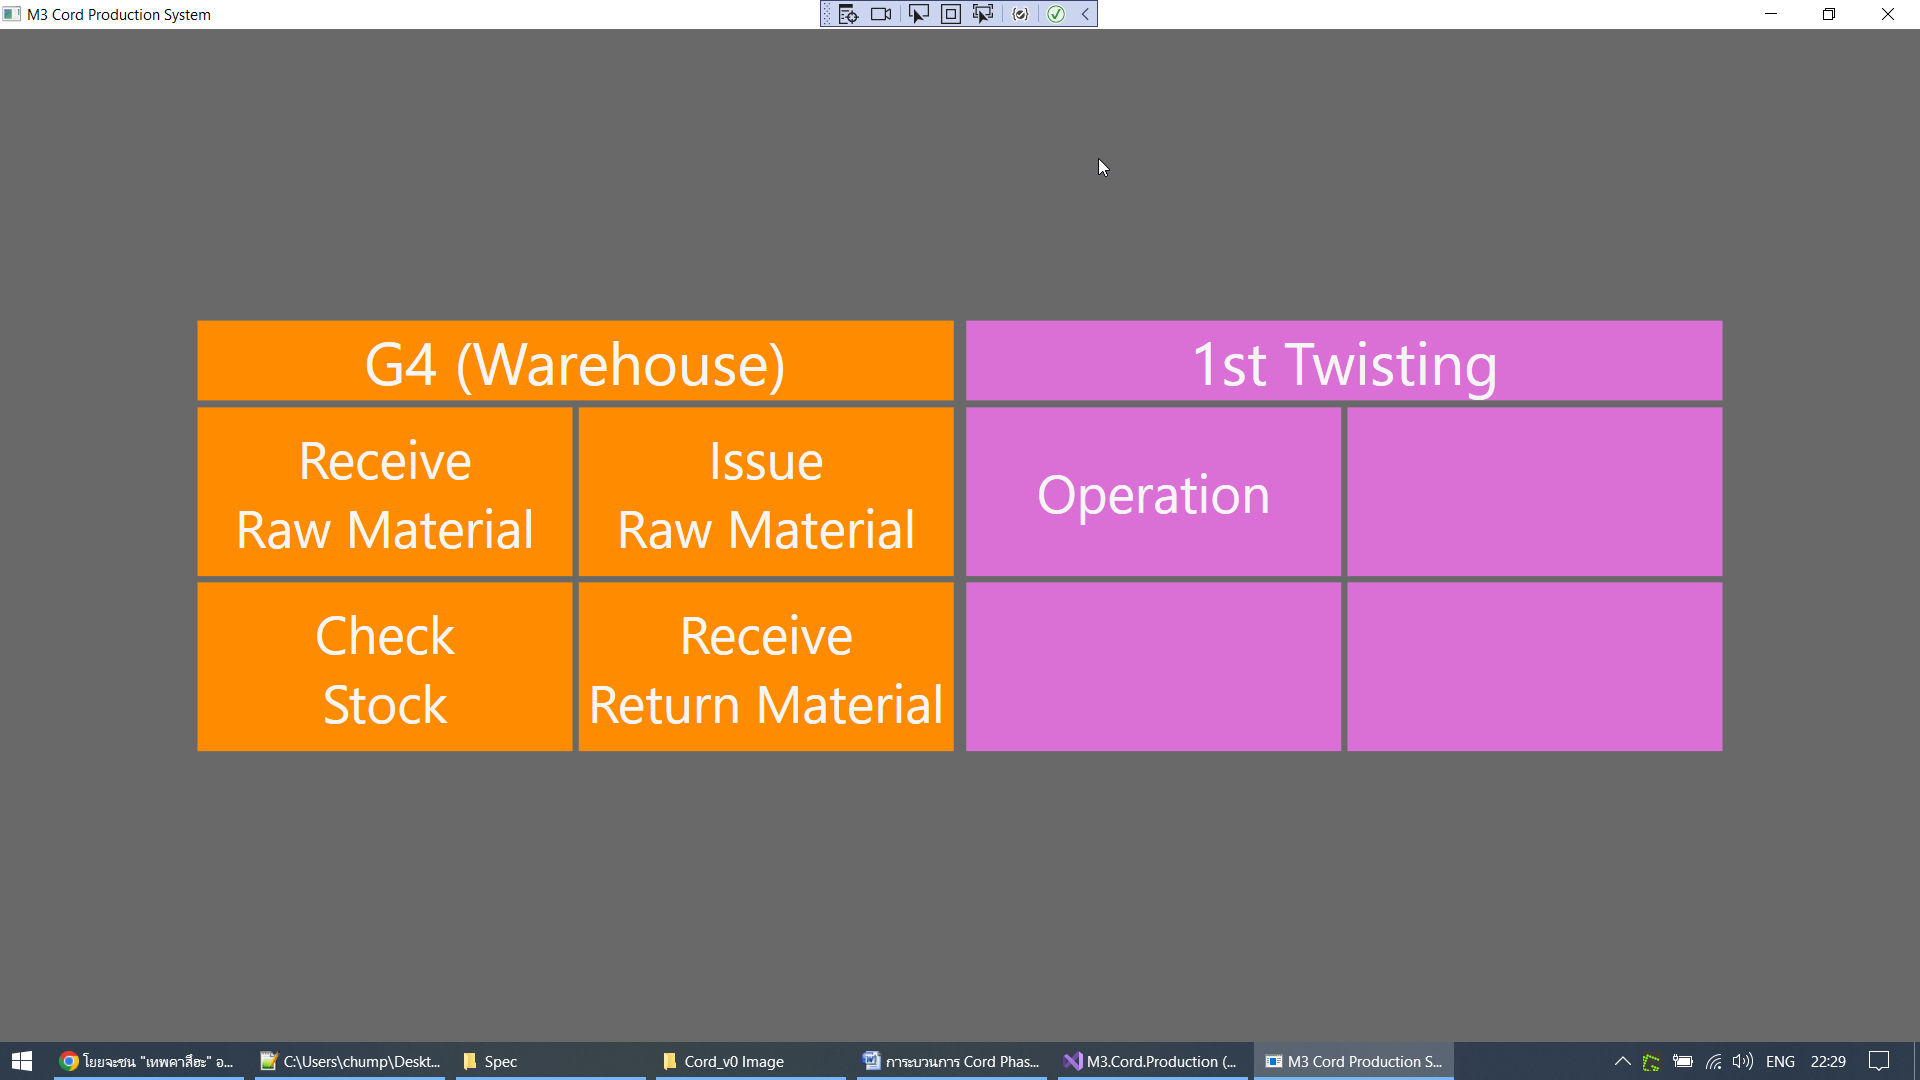 M3 Cord Production System
G4 (Warehouse)
1st Twisting
Receive
Raw Material
Issue
Raw Material
Operation
Check
Stock
Receive
Return Material
โยยจะชน "เทพคาสึฮะ" อ...
C:\Users\chump\Deskt...
Spec
Cord_v0 Image
การะบวนการ Cord Phas...
M3.Cord.Production (...
M3 Cord Production S...
ENG
22:29